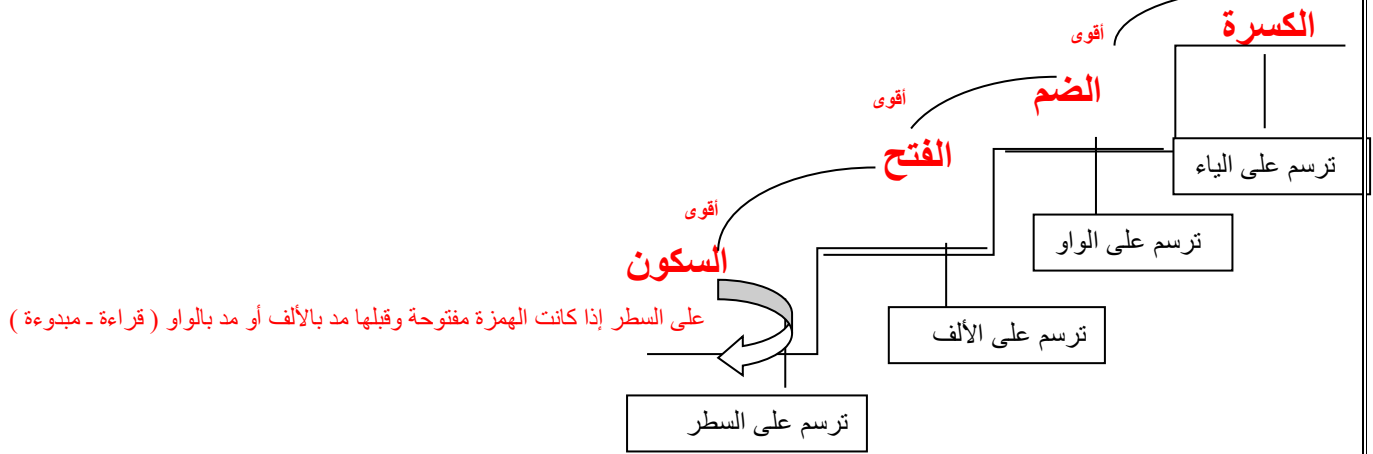 الكسرة
أقوى
ترسم على الياء
الضم
أقوى
ترسم على الواو
الفتح
أقوى
ترسم على الألف
السكون
على السطر إذا كانت الهمزة مفتوحة وقبلها مد بالألف أو مد بالواو ( قراءة ـ مبدوءة )
ترسم على السطر